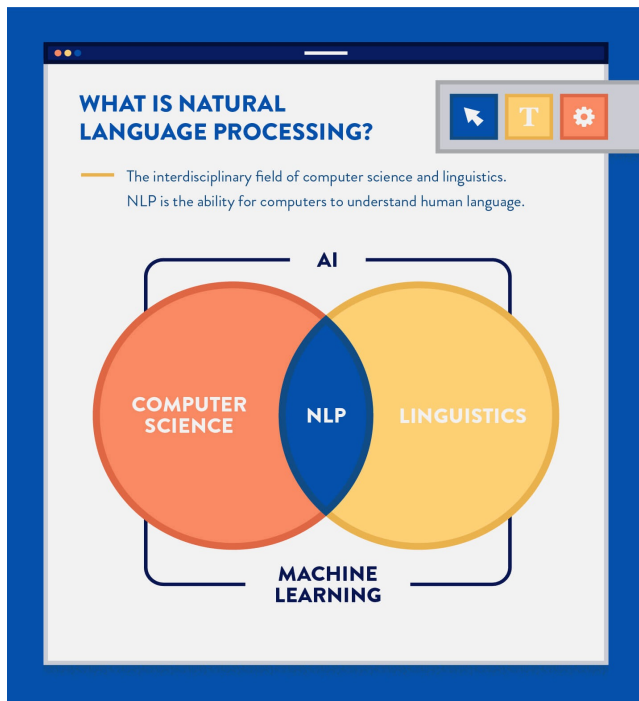 WHAT IS NATURAL
LANGUAGE PROCESSING?
T
The interdisciplinary field of computer science and linguistics.
NLP is the ability for computers to understand human language.
AI
COMPUTER
SCIENCE
NLP
LINGUISTICS
MACHINE
LEARNING